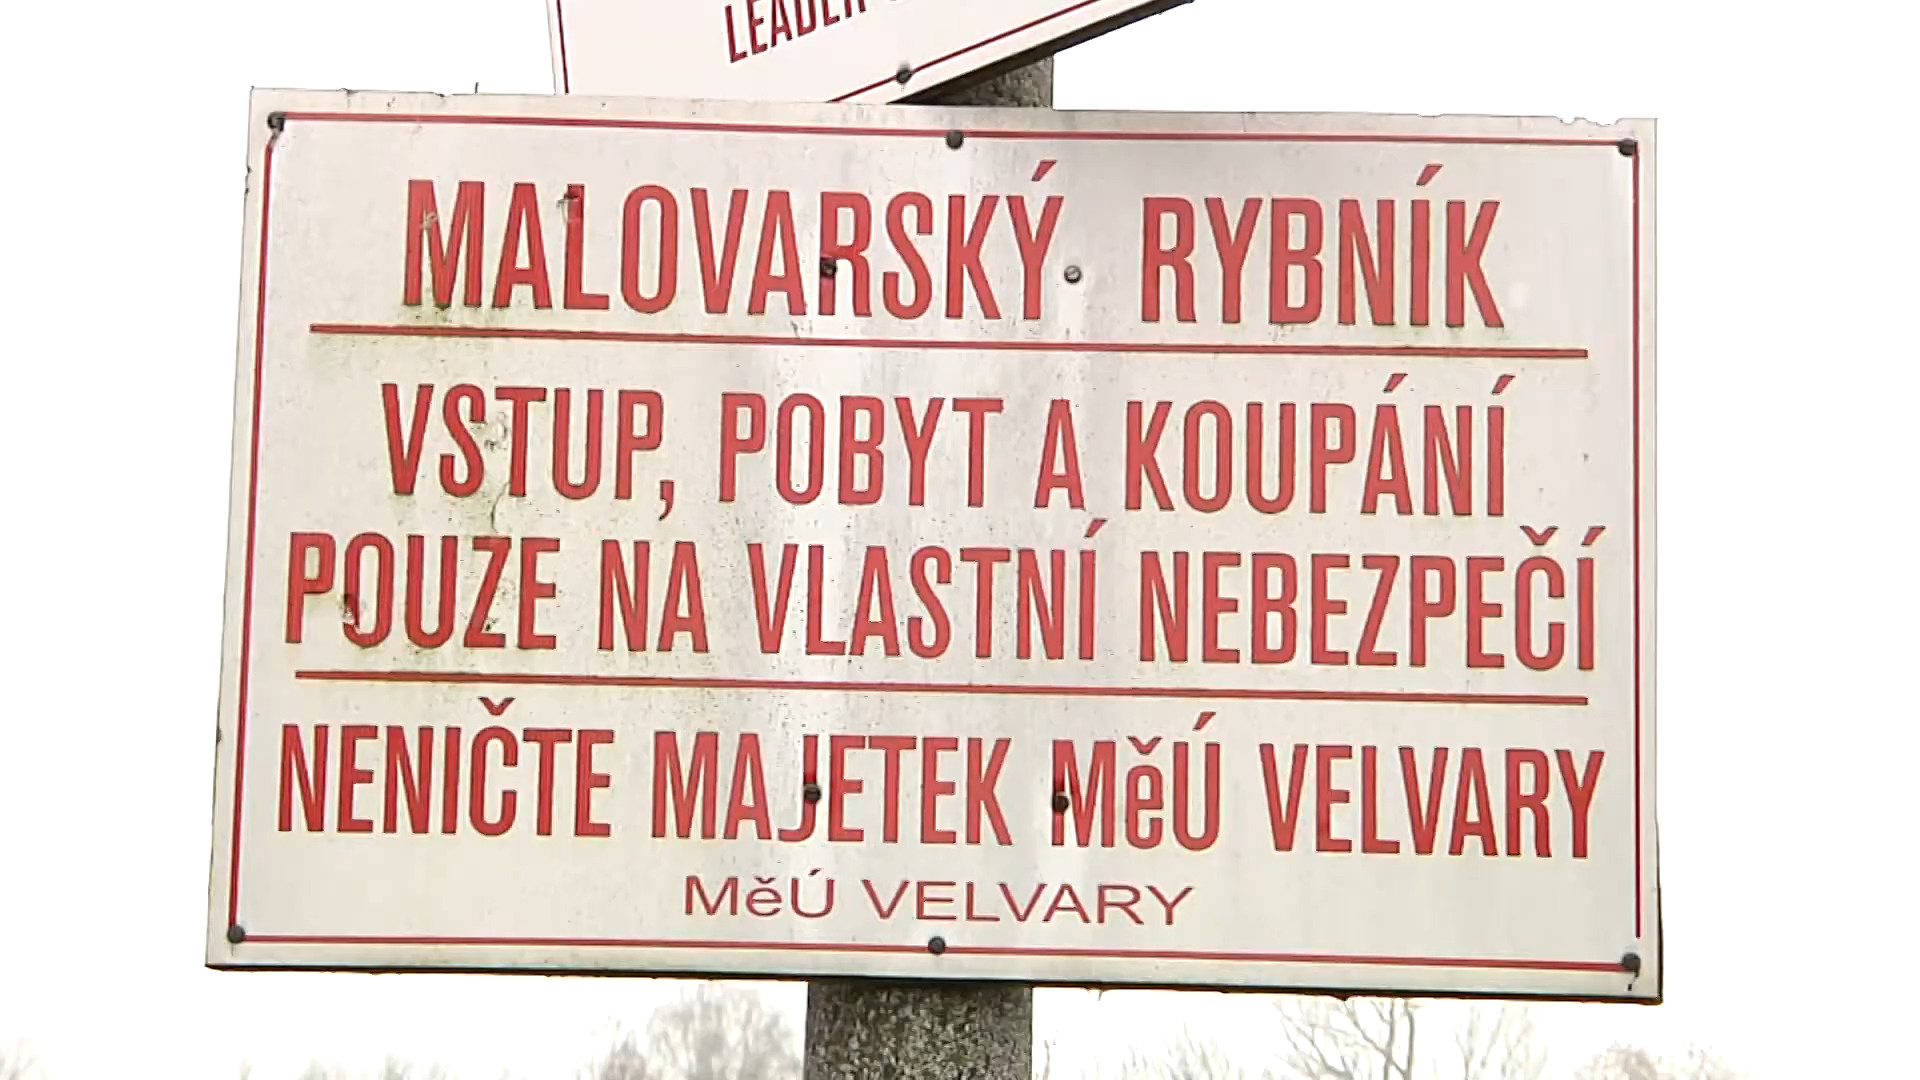 LEADER
MALOVARSKÝ RYBNÍK
VSTUP, POBYT A KOUPÁNÍ
POUZE NA VLASTNÍ NEBEZPEČÍ
NENIČTE MAJETEK MěÚ VELVARY
MěÚ VELVARY